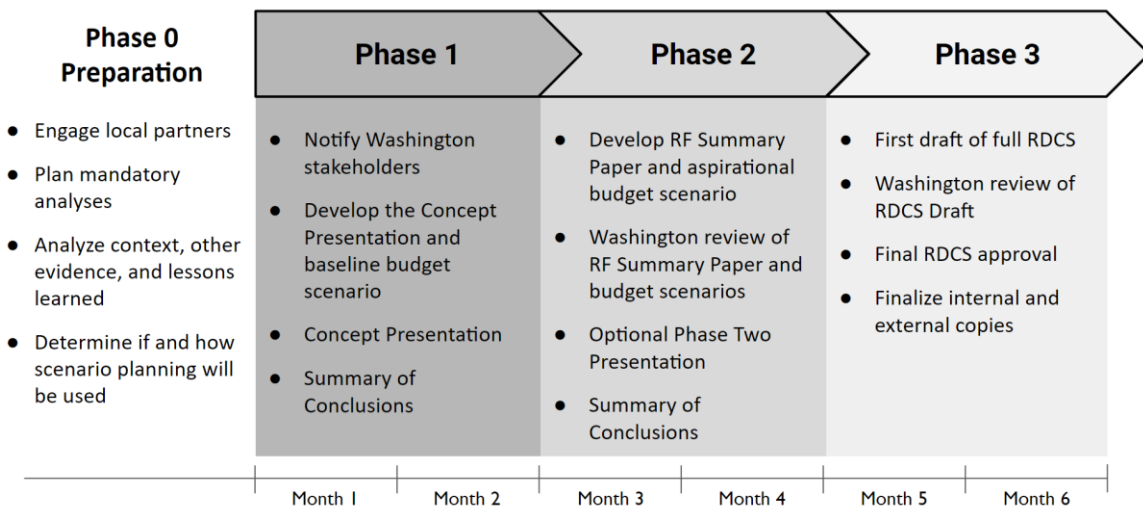 Phase 0
Preparation
● Engage local partners
● Plan mandatory
analyses
● Analyze context, other
evidence, and lessons
learned
● Determine if and how
scenario planning will
be used
Phase 1
● Notify Washington
stakeholders
● Develop the Concept
Presentation and
baseline budget
scenario
● Concept Presentation
● Summary of
Conclusions
Phase 2
● Develop RF Summary
Paper and aspirational
budget scenario
● Washington review of
RF Summary Paper and
budget scenarios
● Optional Phase Two
Presentation
● Summary of
Conclusions
Phase 3
● First draft of full RDCS
● Washington review of
RDCS Draft
● Final RDCS approval
● Finalize internal and
external copies
Month 1
Month 2
Month 3
Month 4
Month 5
Month 6